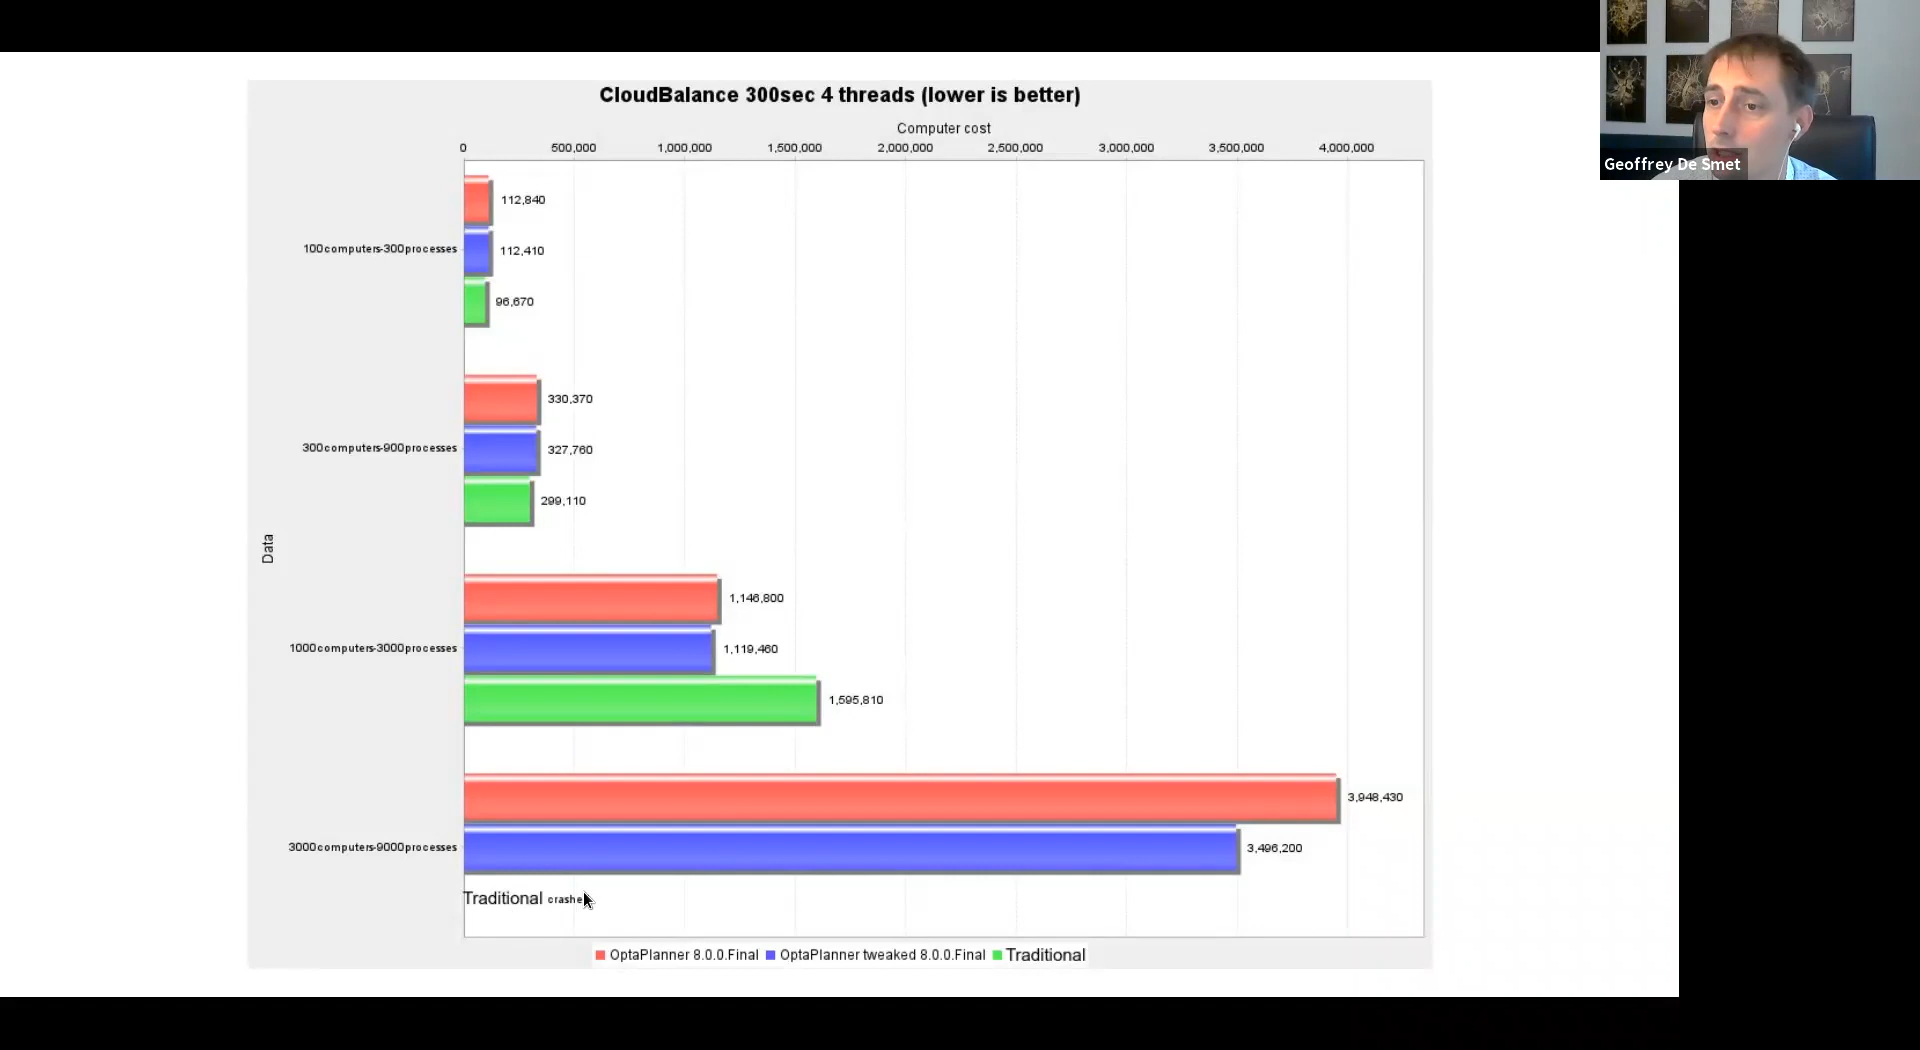 CloudBalance 300sec 4 threads (lower is better)
Computer cost
0 500,000 1,000,000 1,500,000 2,000,000 2,500,000 3,000,000 3,500,000 4,000,000
Geoffrey De Smet
112,840
100computers-300processes
112,410
96,670
330,370
300computers-900processes
327,760
299,110
Data
1,146,800
1000computers-3000processes
1,119,460
1,595,810
3,948,430
3000computers-9000processes
3,496,200
Traditional
OptaPlanner 8.0.0.Final OptaPlanner tweaked 8.0.0.Final Traditional